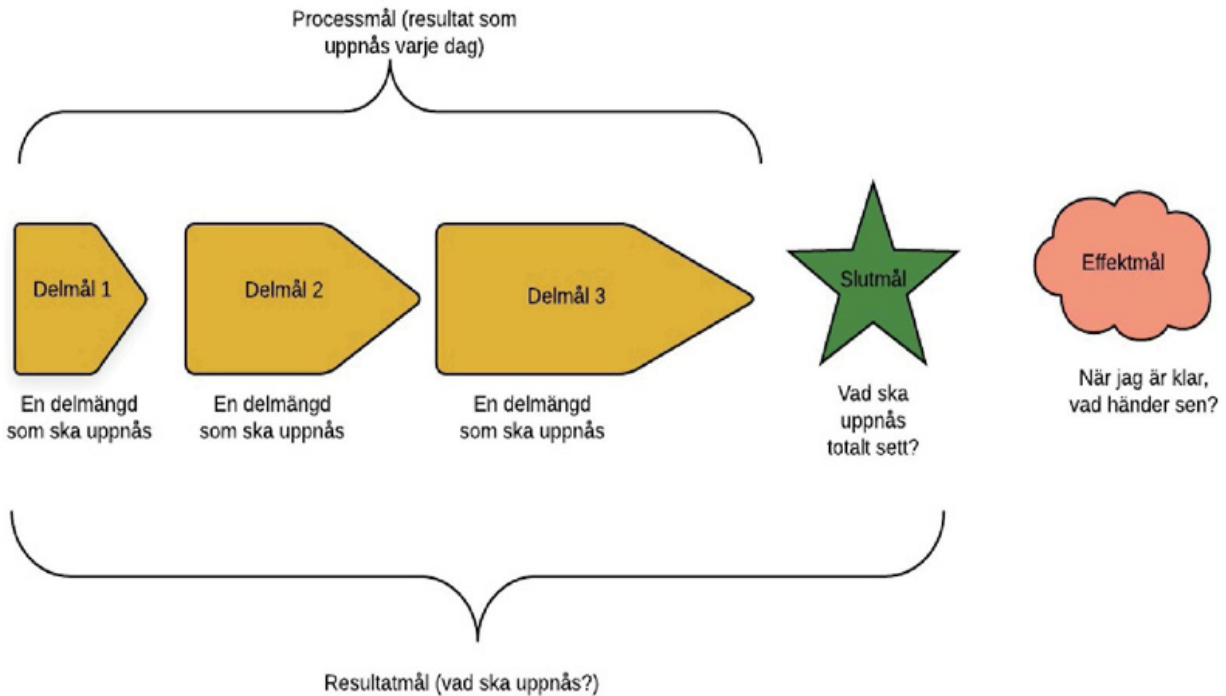 Processmål (resultat som
uppnås varje dag)
Delmål 1
Delmål 2
Delmål 3
Slutmål
Effektmål
En delmängd
som ska uppnås
En delmängd
som ska uppnås
En delmängd
som ska uppnås
Vad ska
uppnås
totalt sett?
När jag är klar,
vad händer sen?
Resultatmål (vad ska uppnås?)